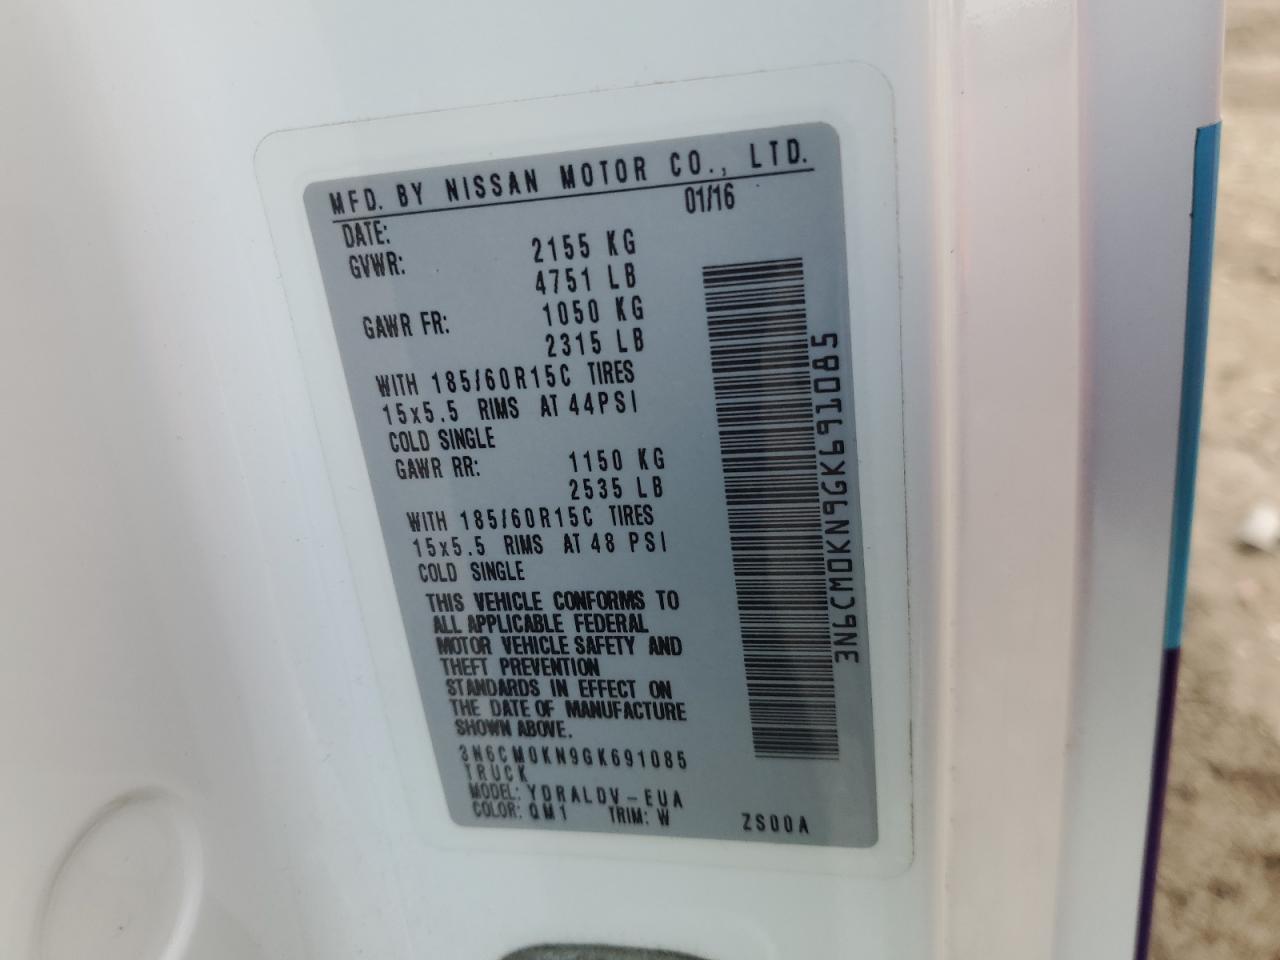 MFD. BY NISSAN MOTOR CO., LTD.
DATE: 01/16
GVWR: 2155 KG
4751 LB
GAWR FR: 1050 KG
2315 LB
WITH 185/60R15C TIRES
15x5.5 RIMS AT 44PSI
COLD SINGLE
GAWR RR: 1150 KG
2535 LB
WITH 185/60R15C TIRES
15x5.5 RIMS AT 48 PSI
COLD SINGLE
THIS VEHICLE CONFORMS TO
ALL APPLICABLE FEDERAL
MOTOR VEHICLE SAFETY AND
THEFT PREVENTION
STANDARDS IN EFFECT ON
THE DATE OF MANUFACTURE
SHOWN ABOVE.
3N6CM0KN9GK691085
TRUCK
MODEL: YDRALDV-EUA
COLOR: QM1 TRIM: W ZS00A
3N6CM0KN9GK691085